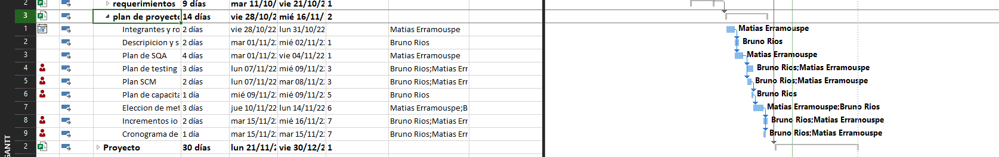 2 requerimientos 9 días mar 11/10/ vie 21/10/2 1
3 plan de proyecto 14 días vie 28/10/ mié 16/11/ 2
1 Integrantes y ro 2 días vie 28/10/22 lun 31/10/22 Matias Erramouspe Matias Erramouspe
2 Descripicion y s 2 días mar 01/11/2 mié 02/11/2 1 Bruno Rios Bruno Rios
3 Plan de SQA 4 días mar 01/11/2 vie 04/11/22 1 Matias Erramouspe Matias Erramouspe
4 Plan de testing 3 días lun 07/11/22 mié 09/11/2 3 Bruno Rios;Matias Err Bruno Rios;Matias Erramouspe
5 Plan SCM 2 días lun 07/11/22 mar 08/11/2 3 Bruno Rios;Matias Err Bruno Rios;Matias Erramouspe
6 Plan de capacita 1 día mié 09/11/2 mié 09/11/2 5 Bruno Rios Bruno Rios
7 Eleccion de met 3 días jue 10/11/22 lun 14/11/22 6 Matias Erramouspe;B Matias Erramouspe;Bruno Rios
8 Incrementos io 2 días mar 15/11/2 mié 16/11/2 7 Bruno Rios;Matias Err Bruno Rios;Matias Erramouspe
9 Cronograma de 1 día mar 15/11/2 mar 15/11/2 7 Bruno Rios;Matias Err Bruno Rios;Matias Erramouspe
2 Proyecto 30 días lun 21/11/2 vie 30/12/2 1
GANTT